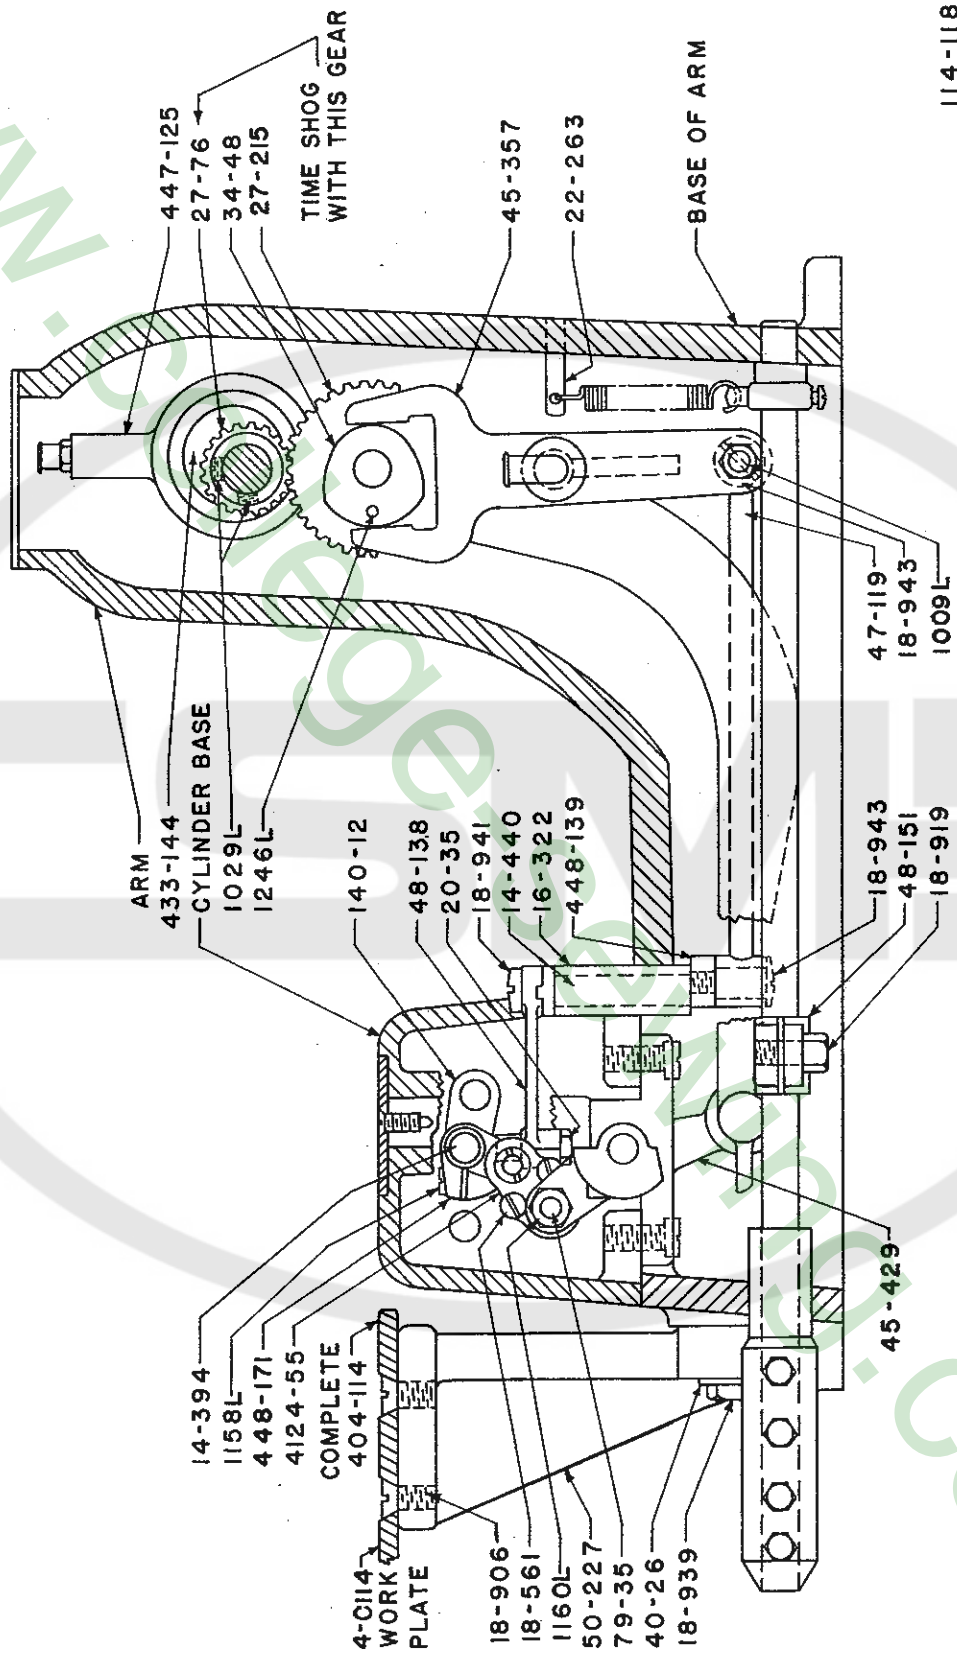 447-125
27-76
34-48
27-215
TIME SHOG
WITH THIS GEAR
45-357
22-263
BASE OF ARM
ARM
433-144
CYLINDER BASE
1029L
1246L
140-12
48-138
20-35
18-941
14-440
16-322
448-139
47-119
18-943
1009L
18-943
48-151
18-919
14-394
1158L
448-171
4124-55
COMPLETE
404-114
4-C114
WORK
PLATE
18-906
18-561
1160L
50-227
79-35
40-26
18-939
45-429
114-118